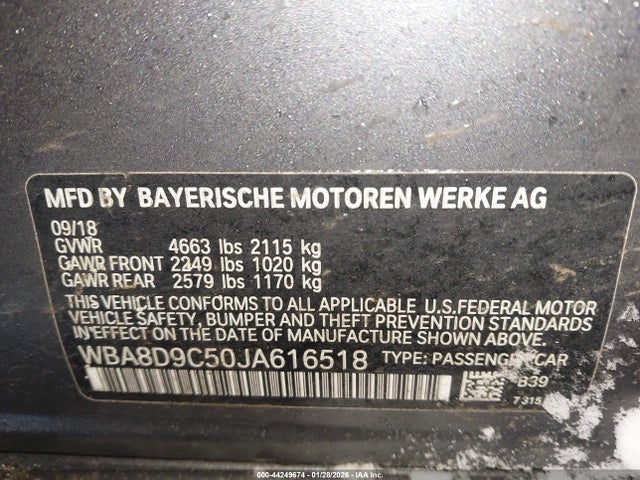 MFD BY BAYERISCHE MOTOREN WERKE AG
09/18
GVWR 4663 lbs 2115 kg
GAWR FRONT 2249 lbs 1020 kg
GAWR REAR 2579 lbs 1170 kg
THIS VEHICLE CONFORMS TO ALL APPLICABLE U.S.FEDERAL MOTOR
VEHICLE SAFETY, BUMPER AND THEFT PREVENTION STANDARDS
IN EFFECT ON THE DATE OF MANUFACTURE SHOWN ABOVE.
WBA8D9C50JA616518 TYPE: PASSENGER CAR
B39
7315
000-44249674 | 01/28/2026 | IAA Inc.